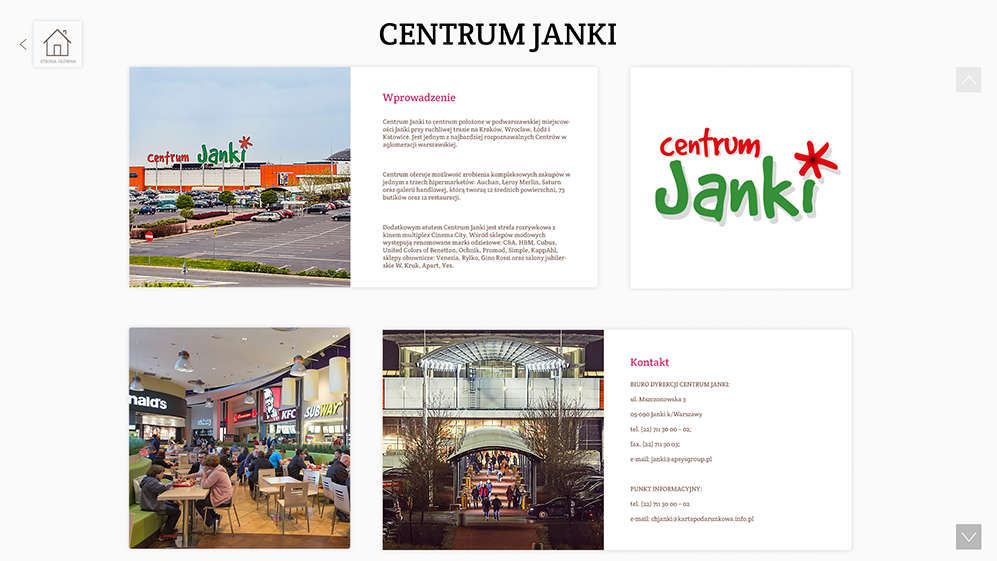 CENTRUM JANKI
STRONA GŁÓWNA
centrum Janki
Wprowadzenie
Centrum Janki to centrum położone w podwarszawskiej miejscow-
ości Janki przy ruchliwej trasie na Kraków, Wrocław, Łódź i
Katowice. Jest jednym z najbardziej rozpoznawalnych Centrów w
aglomeracji warszawskiej.
Centrum oferuje możliwość zrobienia kompleksowych zakupów w
jednym z trzech hipermarketów: Auchan, Leroy Merlin, Saturn
oraz galerii handlowej, którą tworzą 12 średnich powierzchni, 73
butików oraz 12 restauracji.
Dodatkowym atutem Centrum Janki jest strefa rozrywkowa z
kinem multiplex Cinema City. Wśród sklepów modowych
występują renomowane marki odzieżowe: C&A, H&M, Cubus,
United Colors of Benetton, Ochnik, Promod, Simple, KappAhl,
sklepy obuwnicze: Venezia, Ryłko, Gino Rossi oraz salony jubiler-
skie W. Kruk, Apart, Yes.
centrum
Janki
nald's
KFC
SUBWAY
Kontakt
BIURO DYREKCJI CENTRUM JANKI:
ul. Mszczonowska 3
05-090 Janki k/Warszawy
tel. (22) 711 30 00 – 02;
fax. (22) 711 30 03;
e-mail: janki@apsysgroup.pl
PUNKT INFORMACYJNY:
tel. (22) 711 30 00 – 02
e-mail: chjanki@kartapodarunkowa.info.pl